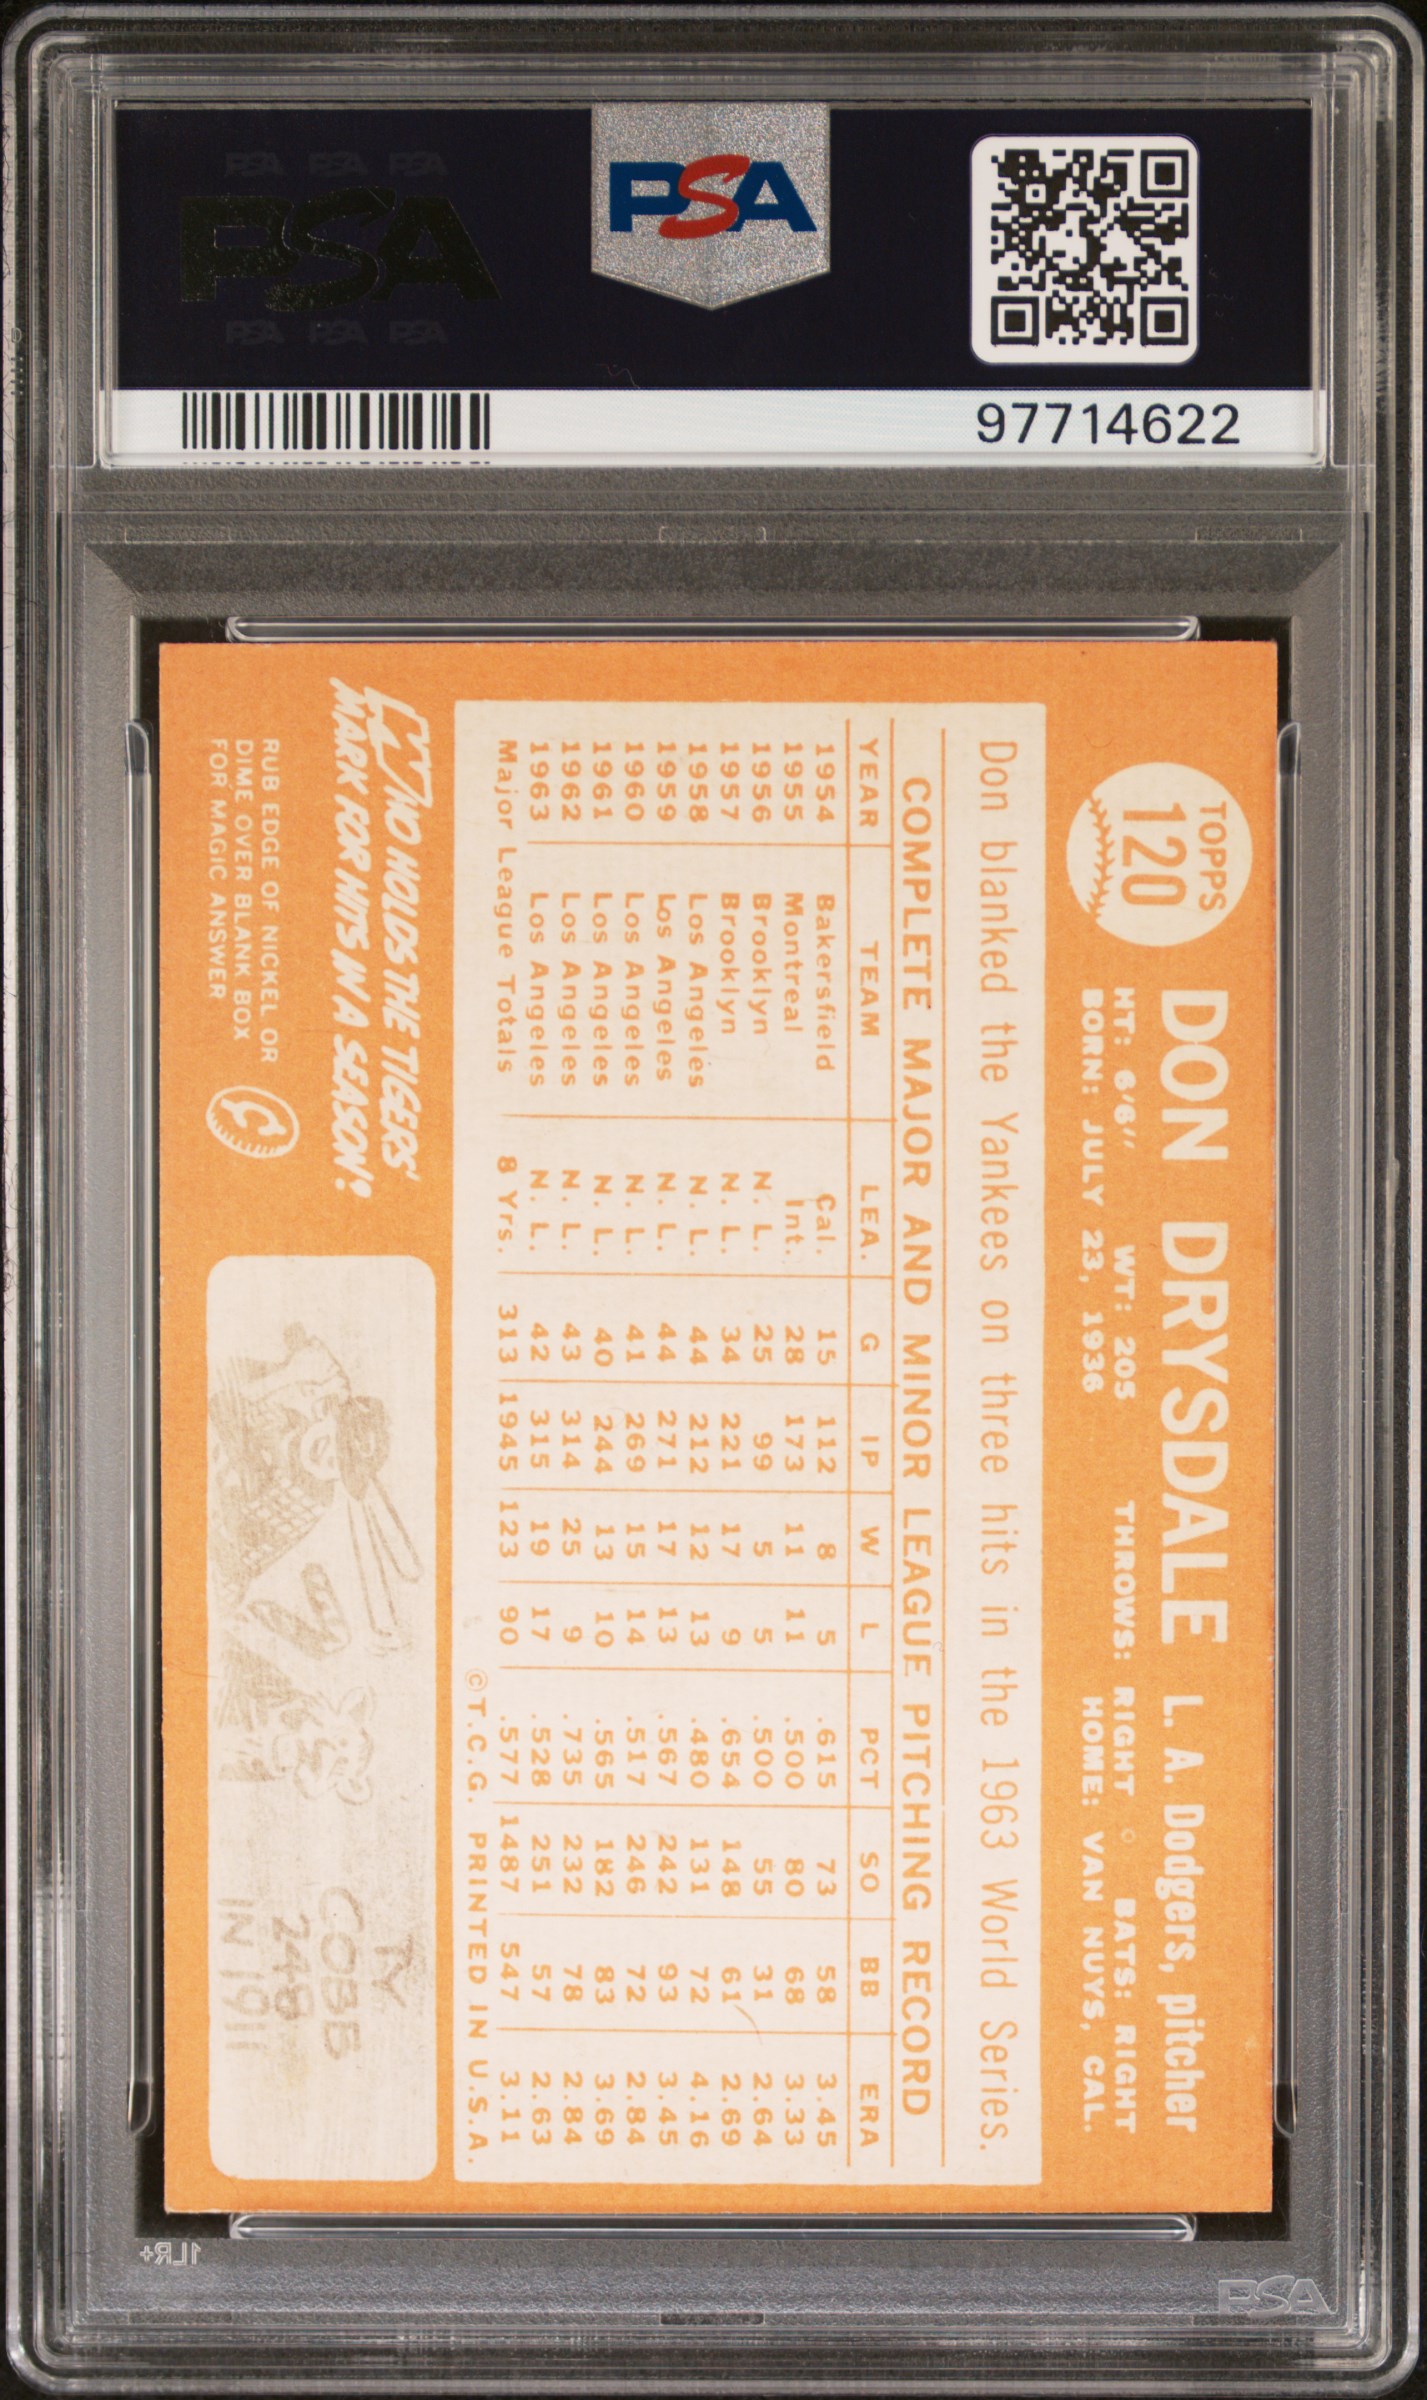 PSA PSA PSA
PSA
PSA PSA PSA
PSA
97714622
TOPPS
120
DON DRYSDALE L. A. Dodgers, pitcher
HT: 6'6" WT: 205 THROWS: RIGHT BATS: RIGHT
BORN: JULY 23, 1936 HOME: VAN NUYS, CAL.
Don blanked the Yankees on three hits in the 1963 World Series.
COMPLETE MAJOR AND MINOR LEAGUE PITCHING RECORD
YEAR TEAM LEA. G IP W L PCT SO BB ERA
1954 Bakersfield Cal. 15 112 8 5 .615 73 58 3.45
1955 Montreal Int. 28 173 11 11 .500 80 68 3.33
1956 Brooklyn N. L. 25 99 5 5 .500 55 31 2.64
1957 Brooklyn N. L. 34 221 17 9 .654 148 61 2.69
1958 Los Angeles N. L. 44 212 12 13 .480 131 72 4.16
1959 Los Angeles N. L. 44 271 17 13 .567 242 93 3.45
1960 Los Angeles N. L. 41 269 15 14 .517 246 72 2.84
1961 Los Angeles N. L. 40 244 13 10 .565 182 83 3.69
1962 Los Angeles N. L. 43 314 25 9 .735 232 78 2.84
1963 Los Angeles N. L. 42 315 19 17 .528 251 57 2.63
Major League Totals 8 Yrs. 313 1945 123 90 .577 1487 547 3.11
©T.C.G. PRINTED IN U.S.A.
WHO HOLDS THE TIGERS'
MARK FOR HITS IN A SEASON?
RUB EDGE OF NICKEL OR
DIME OVER BLANK BOX
FOR MAGIC ANSWER
TY
COBB
248
IN 1911
1LR+
PSA